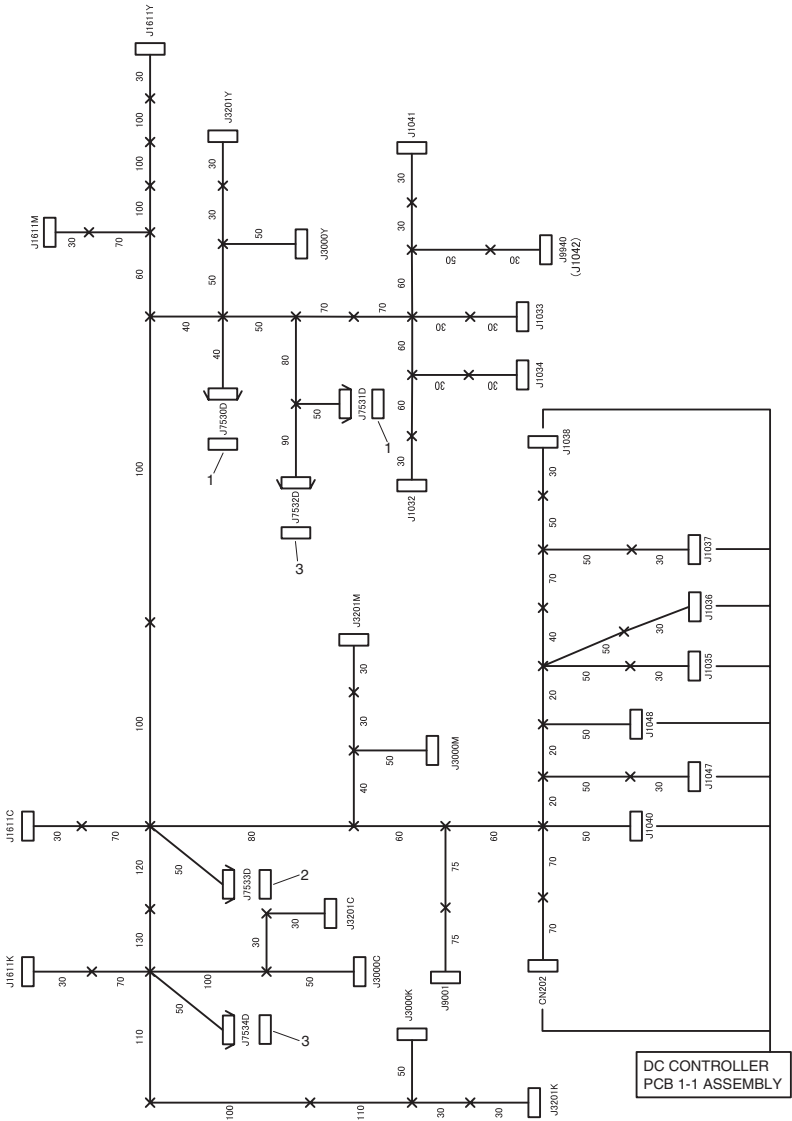 J1611Y
30
100
100
100
J1611M
30
70
60
J3201Y
30
30
50
J3000Y
50
40
50
40
J7530D
1
70
70
80
50
J7531D
1
90
J7532D
3
J1041
30
30
50
30
J9940
(J1042)
60
30
30
J1033
60
30
30
J1034
60
30
J1032
100
100
J3201M
30
30
50
J3000M
40
J1038
30
50
50
30
J1037
70
40
50
30
J1036
50
30
J1035
20
50
J1048
20
50
30
J1047
20
50
J1040
J1611C
30
70
80
60
60
50
J7533D
2
120
75
75
J9001
70
70
CN202
130
J3201C
30
30
J1611K
30
70
100
50
J3000C
50
J7534D
3
110
J3000K
50
100
110
30
30
J3201K
DC CONTROLLER
PCB 1-1 ASSEMBLY